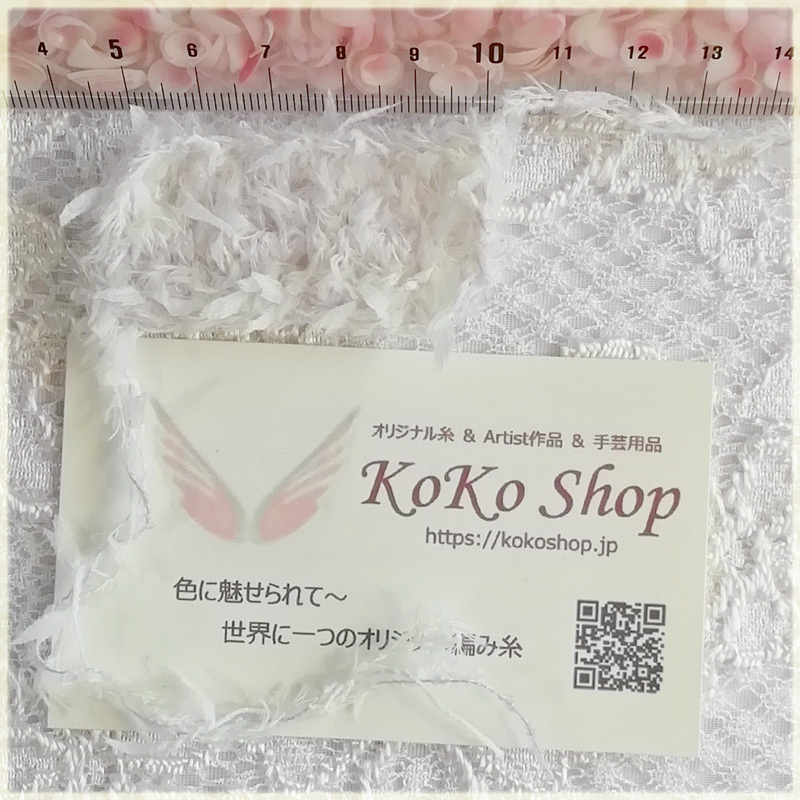 4 5 6 7 8 9 10 11 12 13 14
オリジナル糸 & Artist作品 & 手芸用品
KoKo Shop
https://kokoshop.jp
色に魅せられて～
世界に一つのオリジ 編み糸